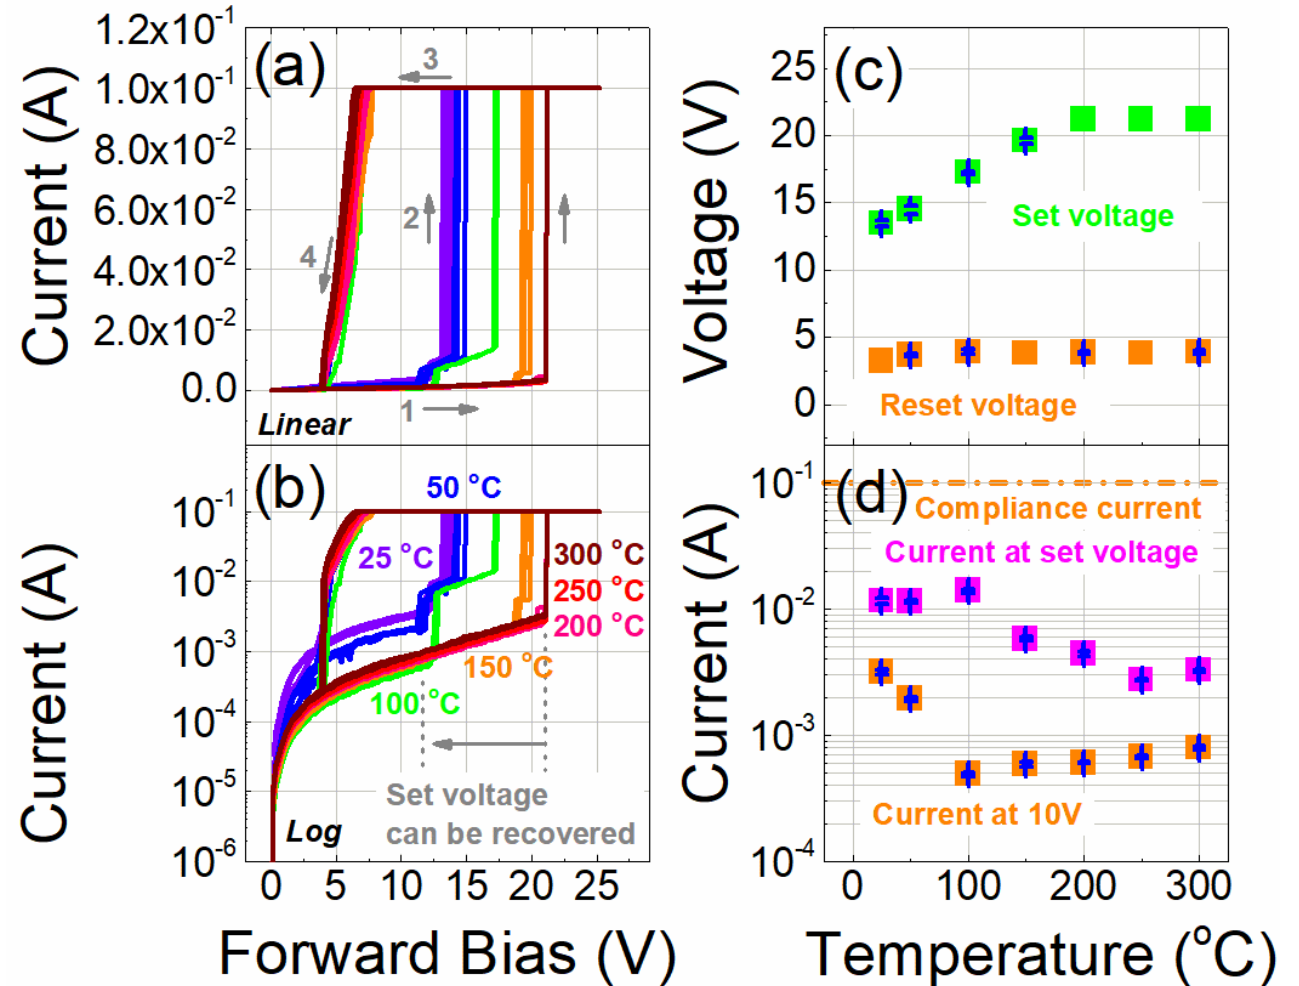 (a)
1.2x10⁻¹
1.0x10⁻¹
8.0x10⁻²
6.0x10⁻²
4.0x10⁻²
2.0x10⁻²
0.0
Current (A)
3
2
4
1
Linear
(b)
10⁻¹
10⁻²
10⁻³
10⁻⁴
10⁻⁵
10⁻⁶
Current (A)
50 °C
25 °C
300 °C
250 °C
200 °C
150 °C
100 °C
Set voltage
can be recovered
Log
0 5 10 15 20 25
Forward Bias (V)
(c)
25
20
15
10
5
0
Voltage (V)
Set voltage
Reset voltage
(d)
10⁻¹
10⁻²
10⁻³
10⁻⁴
Current (A)
Compliance current
Current at set voltage
Current at 10V
0 100 200 300
Temperature (°C)